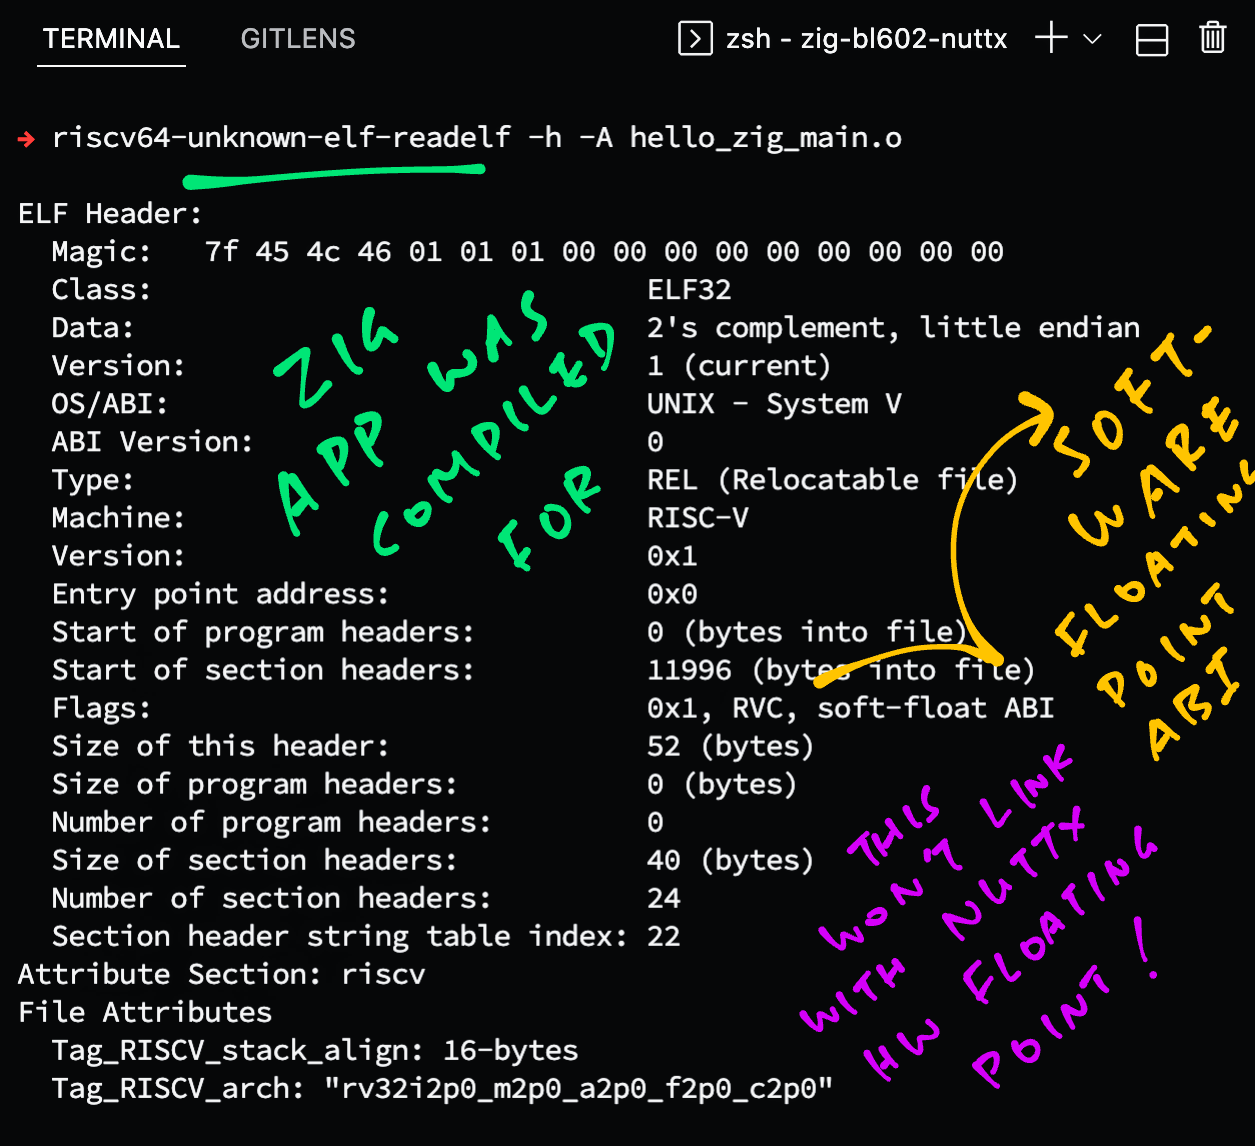 TERMINAL GITLENS zsh - zig-bl602-nuttx
riscv64-unknown-elf-readelf -h -A hello_zig_main.o
ELF Header:
Magic: 7f 45 4c 46 01 01 01 00 00 00 00 00 00 00 00 00
Class: ELF32
Data: 2's complement, little endian
Version: 1 (current)
OS/ABI: UNIX - System V
ABI Version: 0
Type: REL (Relocatable file)
Machine: RISC-V
Version: 0x1
Entry point address: 0x0
Start of program headers: 0 (bytes into file)
Start of section headers: 11996 (bytes into file)
Flags: 0x1, RVC, soft-float ABI
Size of this header: 52 (bytes)
Size of program headers: 0 (bytes)
Number of program headers: 0
Size of section headers: 40 (bytes)
Number of section headers: 24
Section header string table index: 22
Attribute Section: riscv
File Attributes
Tag_RISCV_stack_align: 16-bytes
Tag_RISCV_arch: "rv32i2p0_m2p0_a2p0_f2p0_c2p0"
ZIG
APP WAS
COMPILED
FOR
SOFT-
WARE
FLOATING
POINT
ABI
THIS
WON'T LINK
WITH NUTTX
HW FLOATING
POINT!